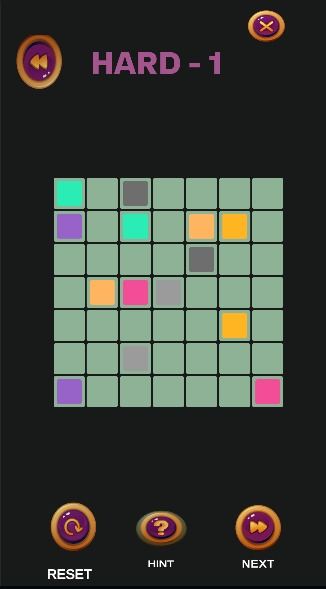 HARD - 1
?
RESET
HINT
NEXT